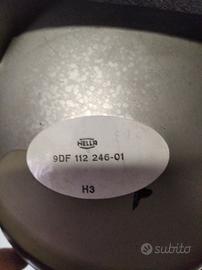 HELLA
9DF 112 246-01
H3
subito